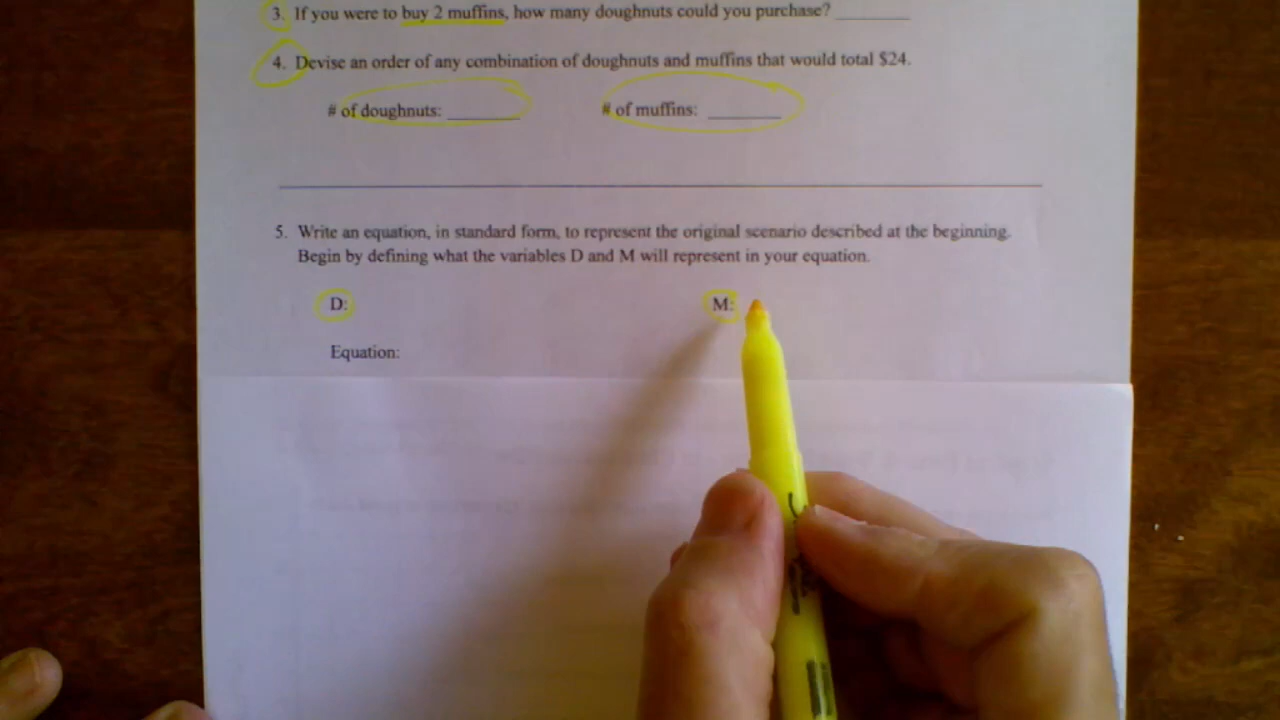 3. If you were to buy 2 muffins, how many doughnuts could you purchase? ________
4. Devise an order of any combination of doughnuts and muffins that would total $24.
# of doughnuts: ________ # of muffins: ________
5. Write an equation, in standard form, to represent the original scenario described at the beginning.
Begin by defining what the variables D and M will represent in your equation.
D: M:
Equation: